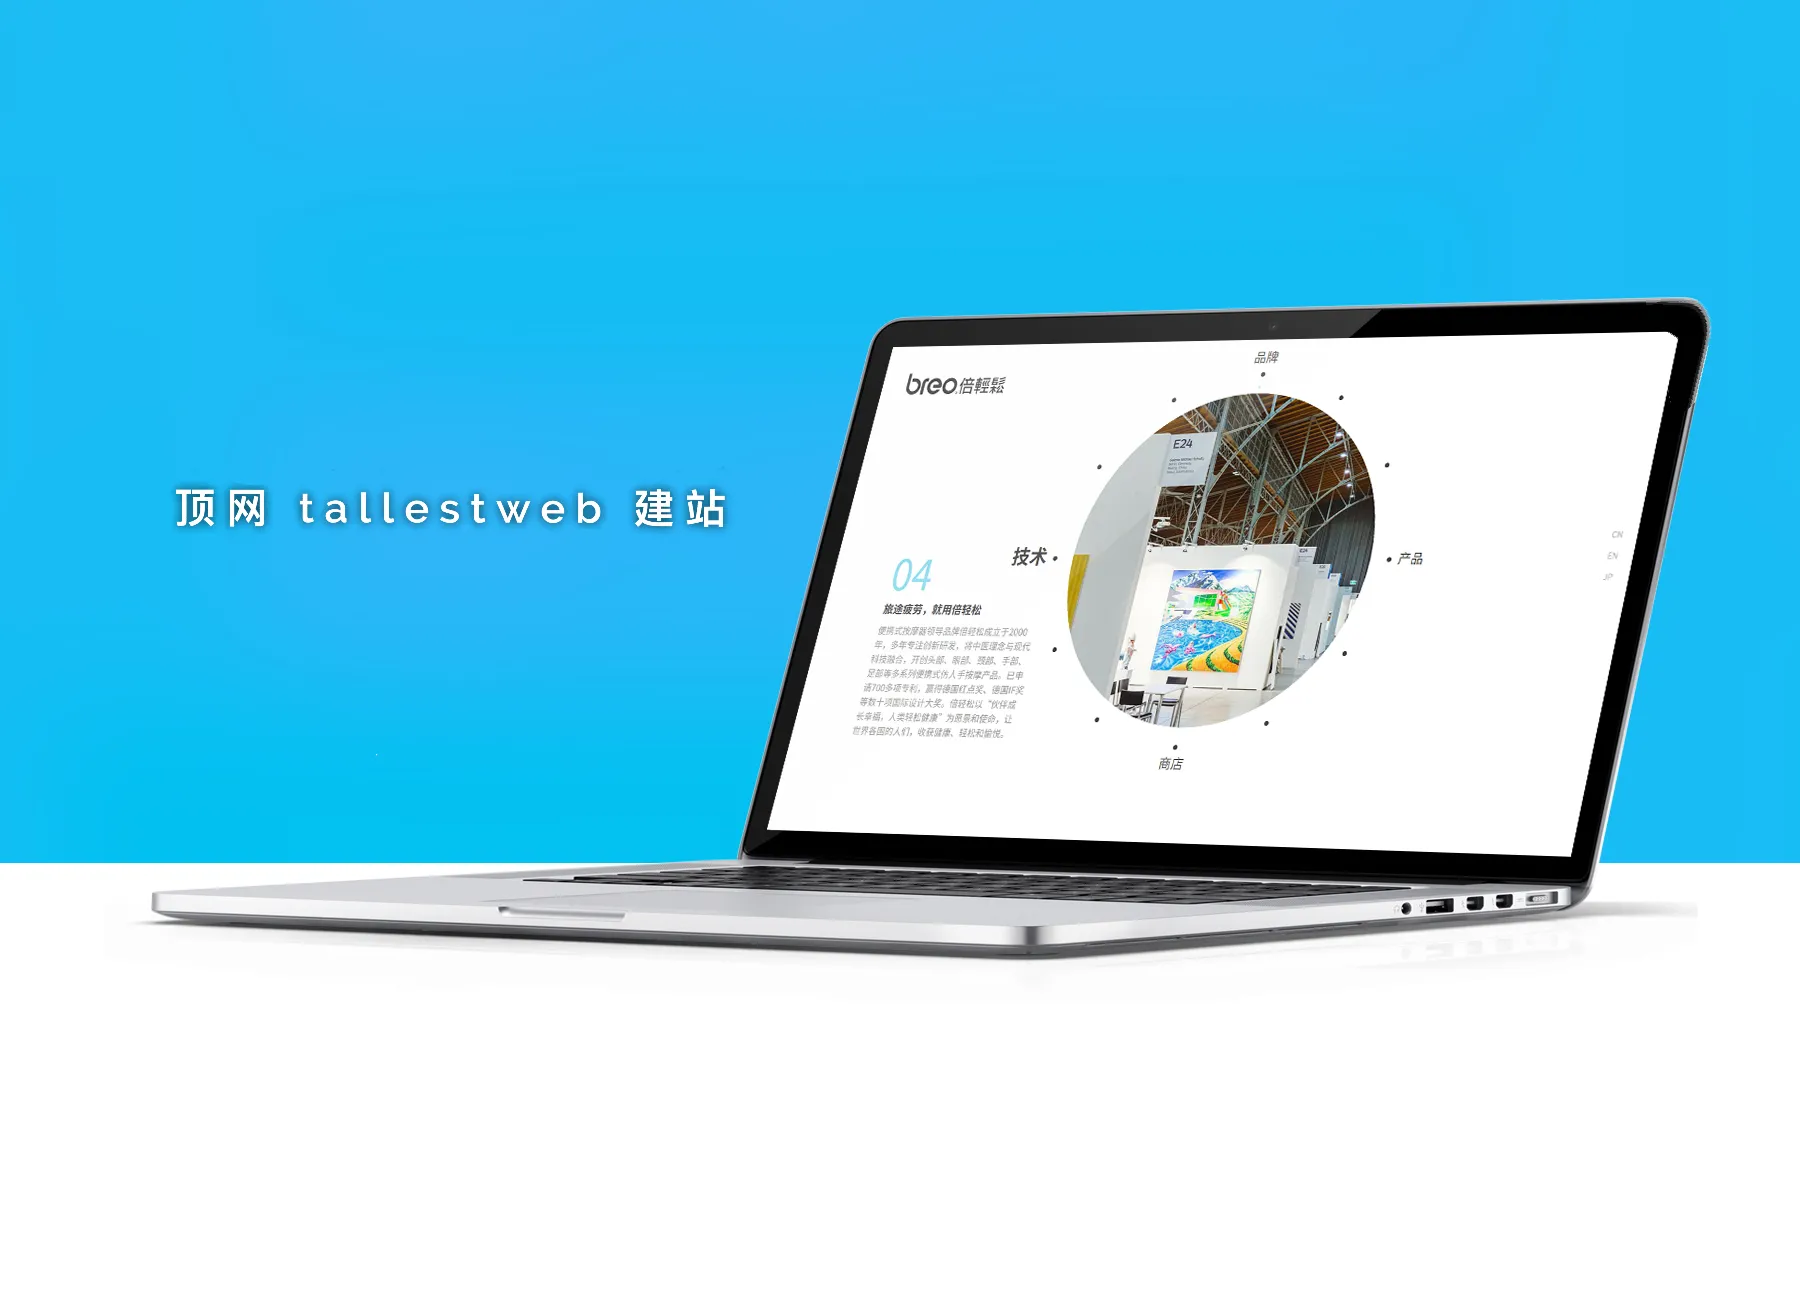 顶网 tallestweb 建站
breo 倍輕鬆
品牌
E24
技术
产品
CN
EN
JP
04
旅途疲劳，就用倍轻松
便携式按摩器领导品牌倍轻松成立于2000
年，多年专注创新研发，将中医理念与现代
科技融合，开创头部、眼部、颈部、手部、
足部等多系列便携式仿人手按摩产品，已申
请700多项专利，赢得德国红点奖、德国IF奖
等数十项国际设计大奖。倍轻松以“伙伴成
长幸福，人类轻松健康”为愿景和使命，让
世界各国的人们，收获健康、轻松和愉悦。
商店